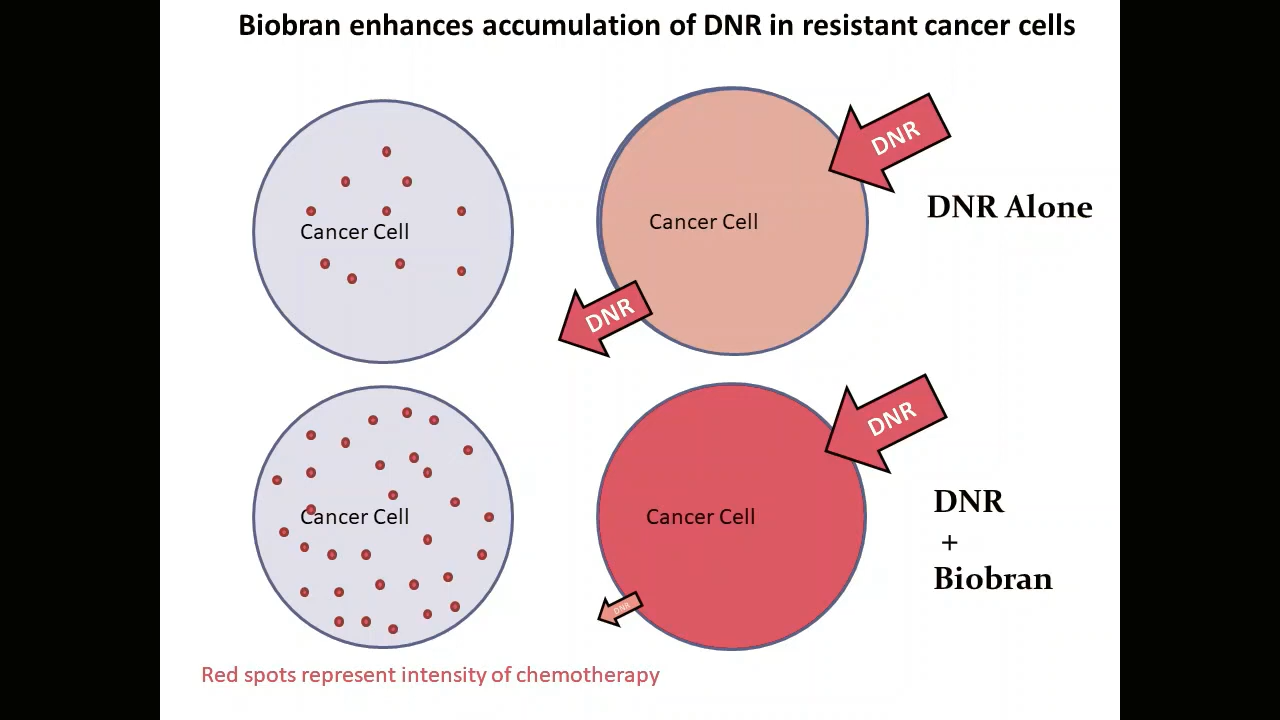 Biobran enhances accumulation of DNR in resistant cancer cells
DNR
Cancer Cell
Cancer Cell
DNR Alone
DNR
DNR
Cancer Cell
Cancer Cell
DNR
+
Biobran
DNR
Red spots represent intensity of chemotherapy